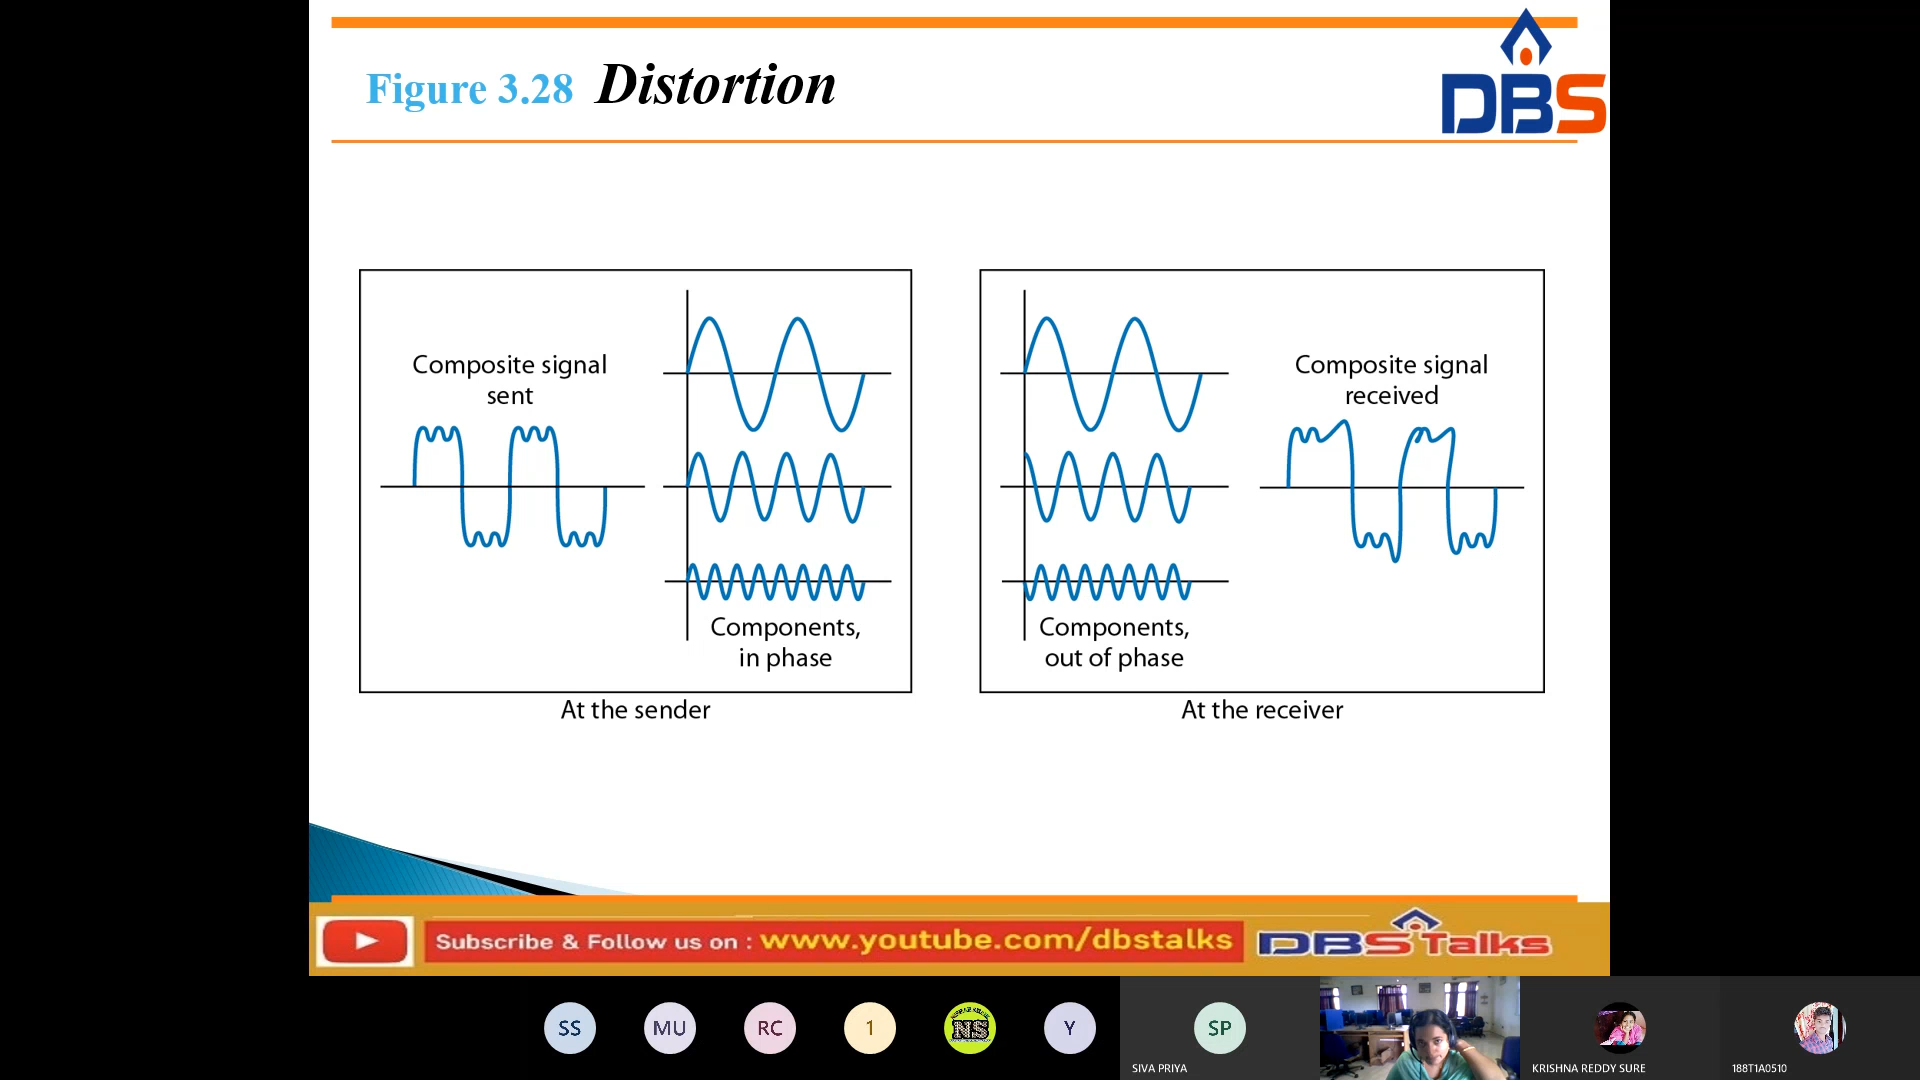 Figure 3.28 Distortion
DBS
Composite signal
sent
Components,
in phase
At the sender
Composite signal
received
Components,
out of phase
At the receiver
Subscribe & Follow us on : www.youtube.com/dbstalks
DBS Talks
SS
MU
RC
1
NS
Y
SP
SIVA PRIYA
KRISHNA REDDY SURE
188T1A0510